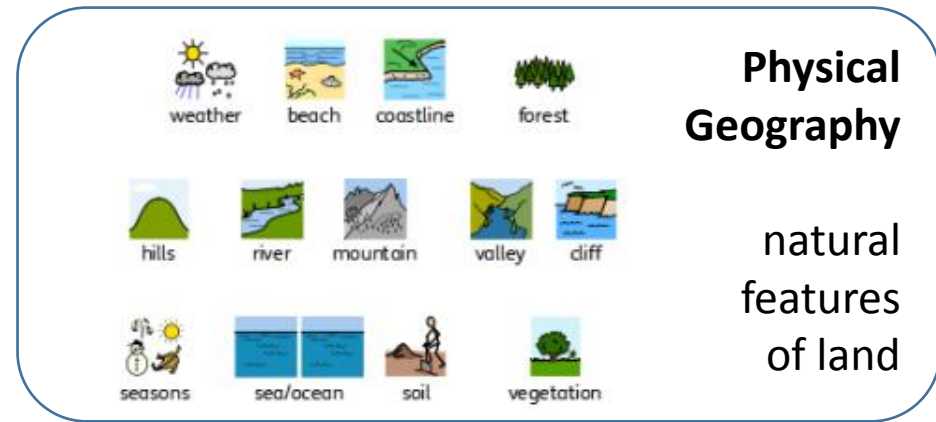 weather beach coastline forest
hills river mountain valley cliff
seasons sea/ocean soil vegetation
Physical
Geography
natural
features
of land